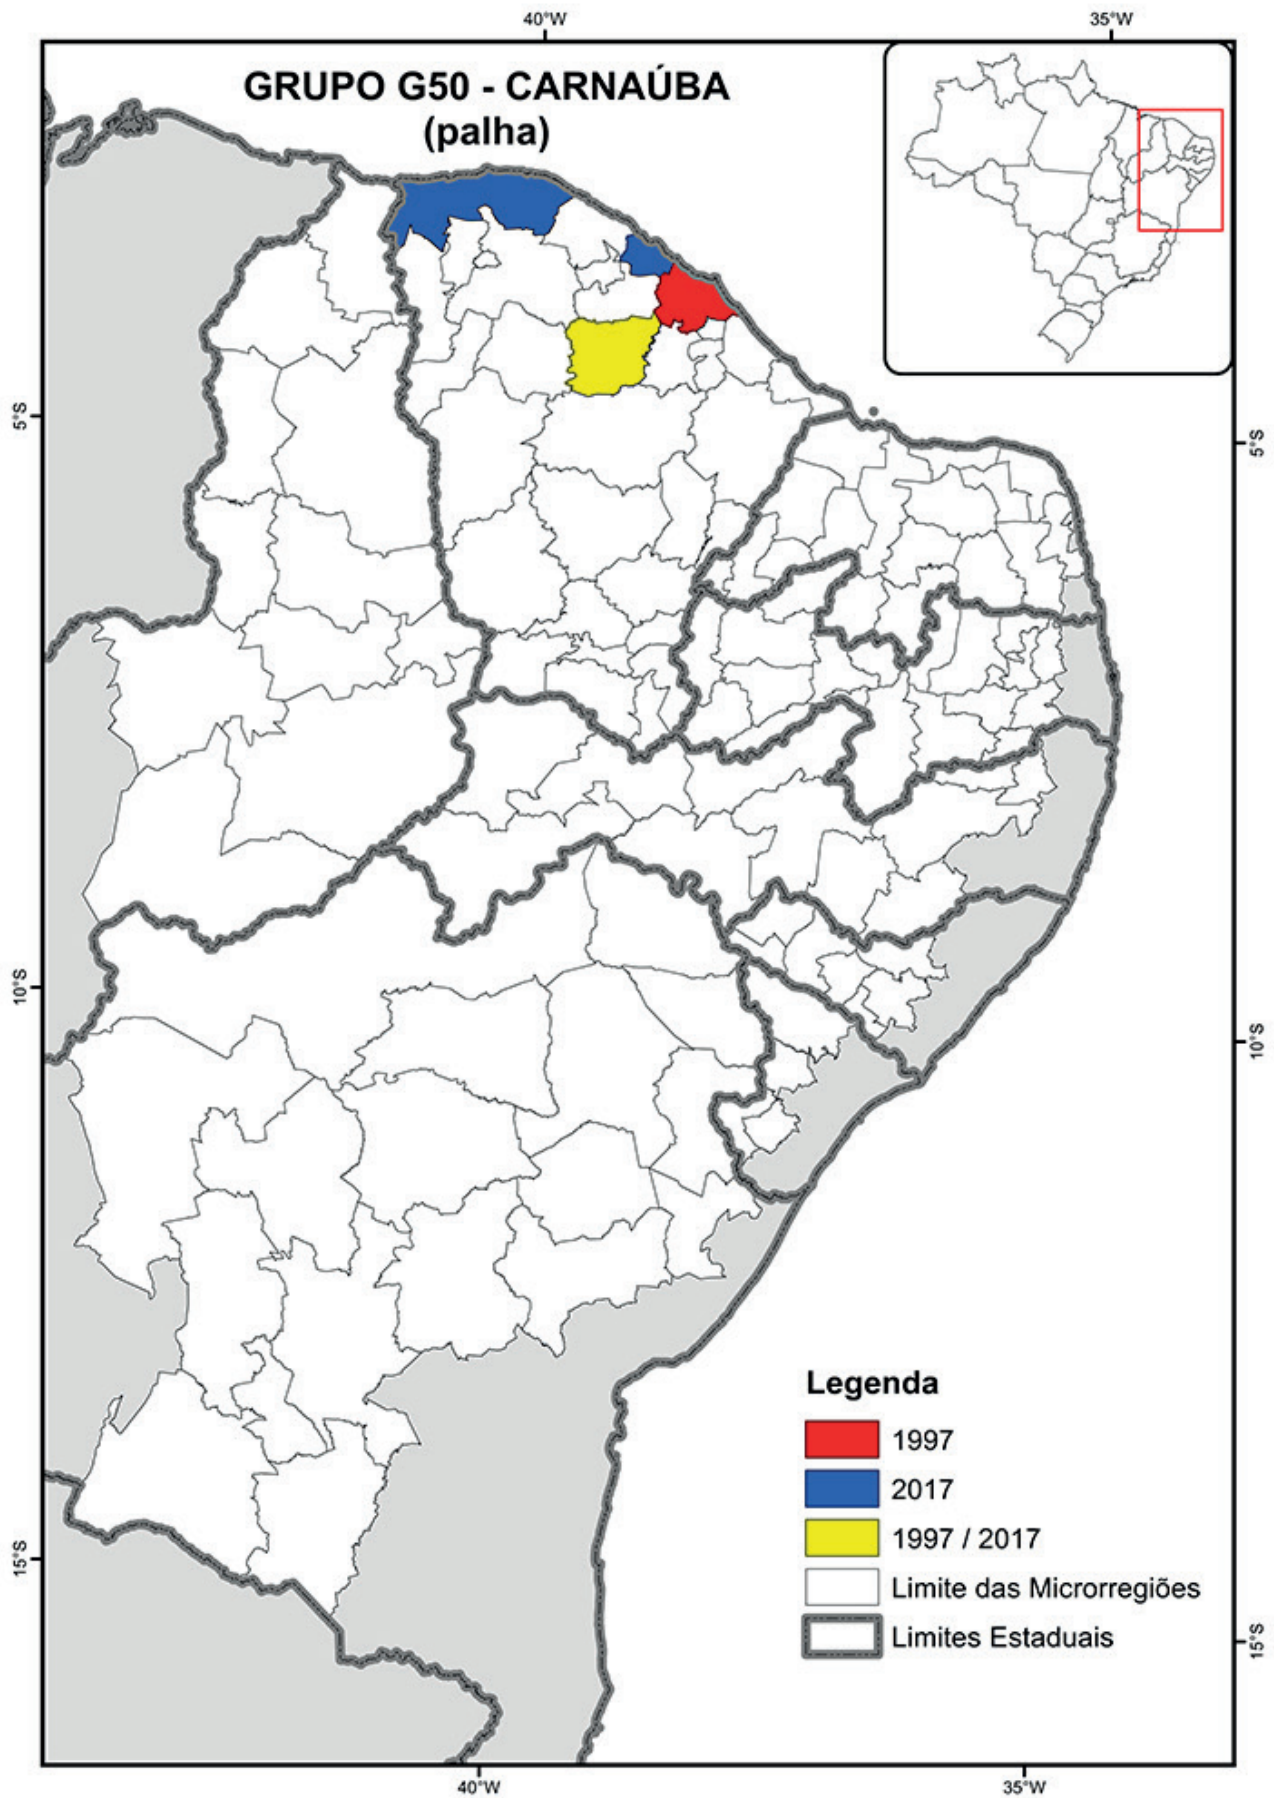 40°W
35°W
GRUPO G50 - CARNAÚBA
(palha)
5°S
5°S
10°S
10°S
Legenda
1997
2017
1997 / 2017
Limite das Microrregiões
Limites Estaduais
15°S
15°S
40°W
35°W